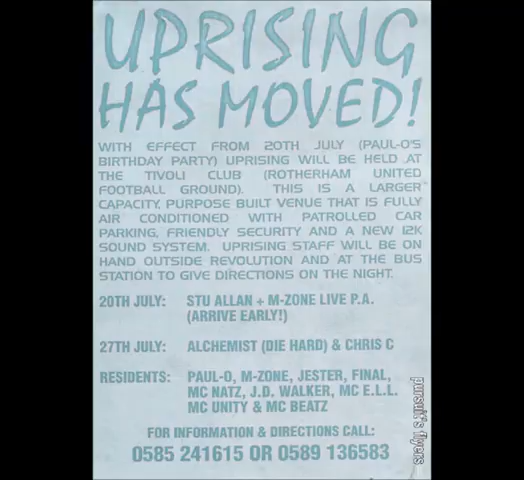 UPRISING
HAS MOVED!
WITH EFFECT FROM 20TH JULY (PAUL-O'S
BIRTHDAY PARTY) UPRISING WILL BE HELD AT
THE TIVOLI CLUB (ROTHERHAM UNITED
FOOTBALL GROUND). THIS IS A LARGER
CAPACITY, PURPOSE BUILT VENUE THAT IS FULLY
AIR CONDITIONED WITH PATROLLED CAR
PARKING, FRIENDLY SECURITY AND A NEW 12K
SOUND SYSTEM. UPRISING STAFF WILL BE ON
HAND OUTSIDE REVOLUTION AND AT THE BUS
STATION TO GIVE DIRECTIONS ON THE NIGHT.
20TH JULY: STU ALLAN + M-ZONE LIVE P.A.
(ARRIVE EARLY!)
27TH JULY: ALCHEMIST (DIE HARD) & CHRIS C
RESIDENTS: PAUL-O, M-ZONE, JESTER, FINAL,
MC NATZ, J.D. WALKER, MC E.L.L.
MC UNITY & MC BEATZ
FOR INFORMATION & DIRECTIONS CALL:
0585 241615 OR 0589 136583
pursuit's flyers